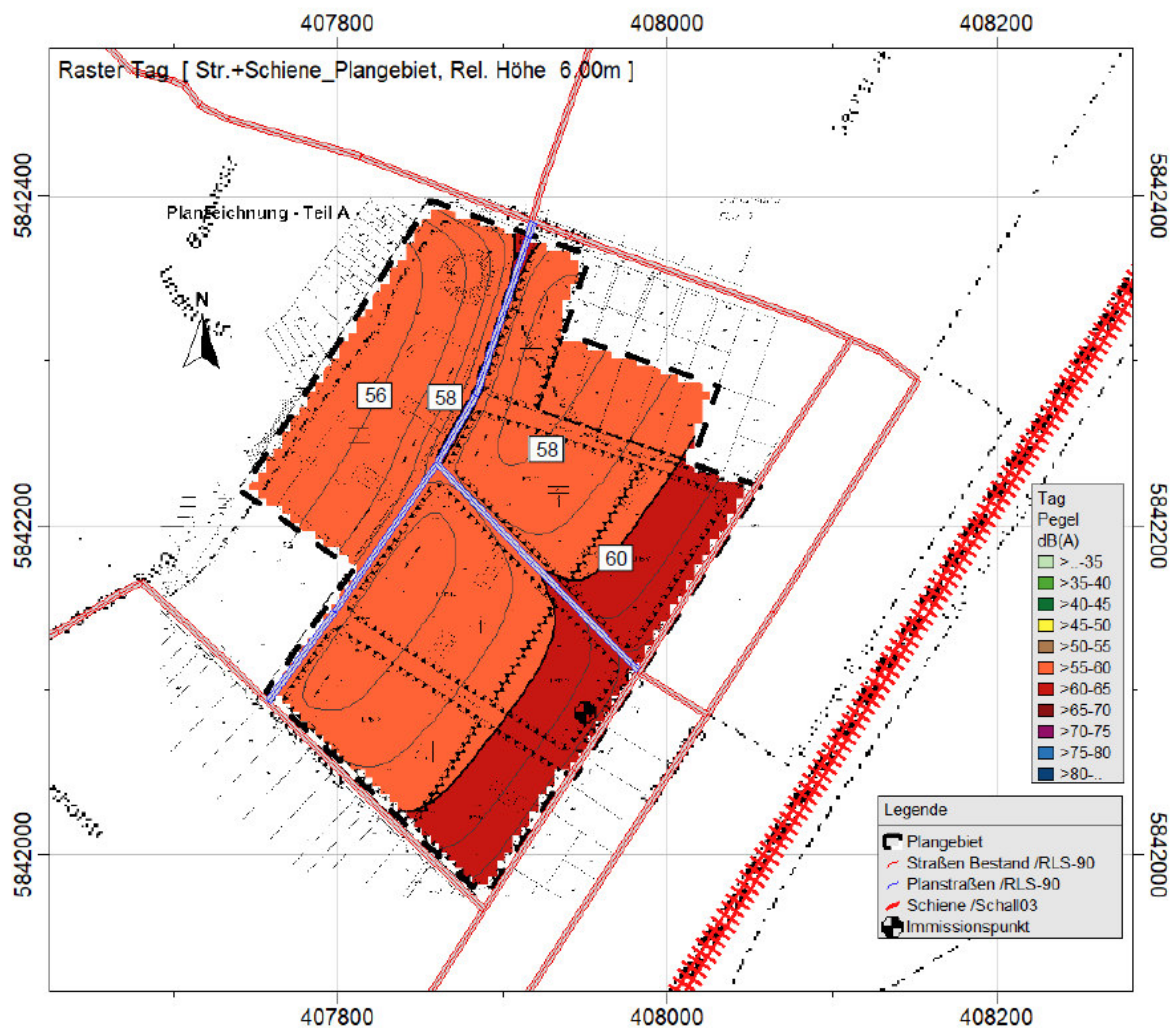 407800 408000 408200
Raster Tag [ Str.+Schiene_Plangebiet, Rel. Höhe 6.00m ]
5842400 5842400
Planzeichnung - Teil A
N
56
58
58
60
5842200 5842200
5842000 5842000
Tag
Pegel
dB(A)
>..-35
>35-40
>40-45
>45-50
>50-55
>55-60
>60-65
>65-70
>70-75
>75-80
>80-..
Legende
Plangebiet
Straßen Bestand /RLS-90
Planstraßen /RLS-90
Schiene /Schall03
Immissionspunkt
407800 408000 408200